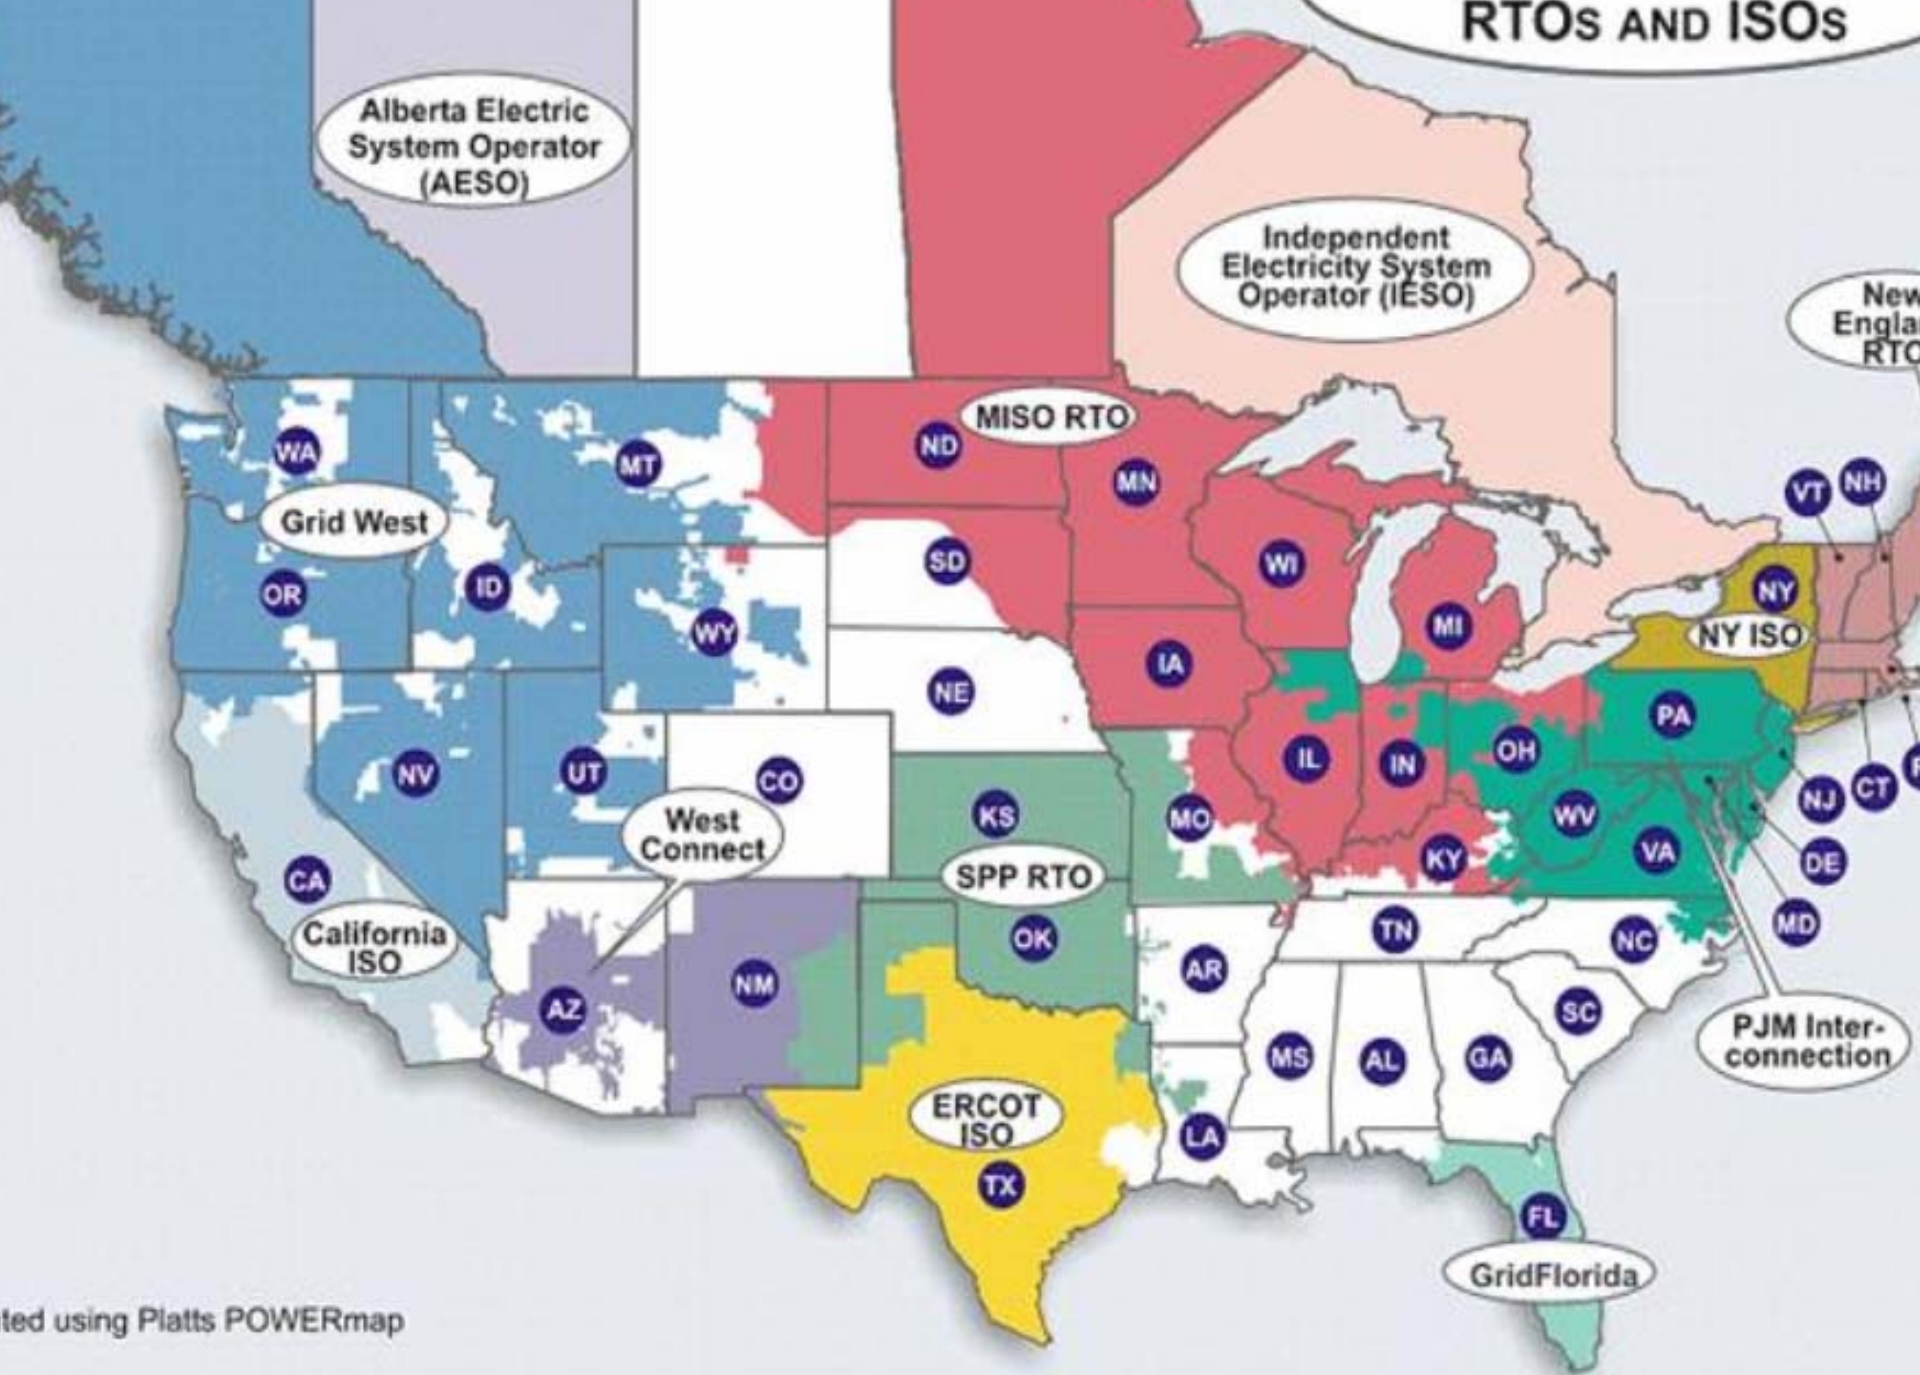 RTOs AND ISOs
Alberta Electric
System Operator
(AESO)
Independent
Electricity System
Operator (IESO)
New
RTO
MISO RTO
ND
WA
MT
MN
VT
NH
Grid West
SD
WI
OR
ID
NY
WY
MI
NY ISO
IA
NE
PA
OH
IL
IN
NV
UT
CO
NJ
CT
KS
MO
WV
West
Connect
VA
KY
DE
CA
SPP RTO
MD
TN
California
ISO
OK
NC
AR
NM
AZ
SC
PJM Inter-
connection
MS
AL
GA
ERCOT
ISO
LA
TX
FL
GridFlorida
using Platts POWERmap